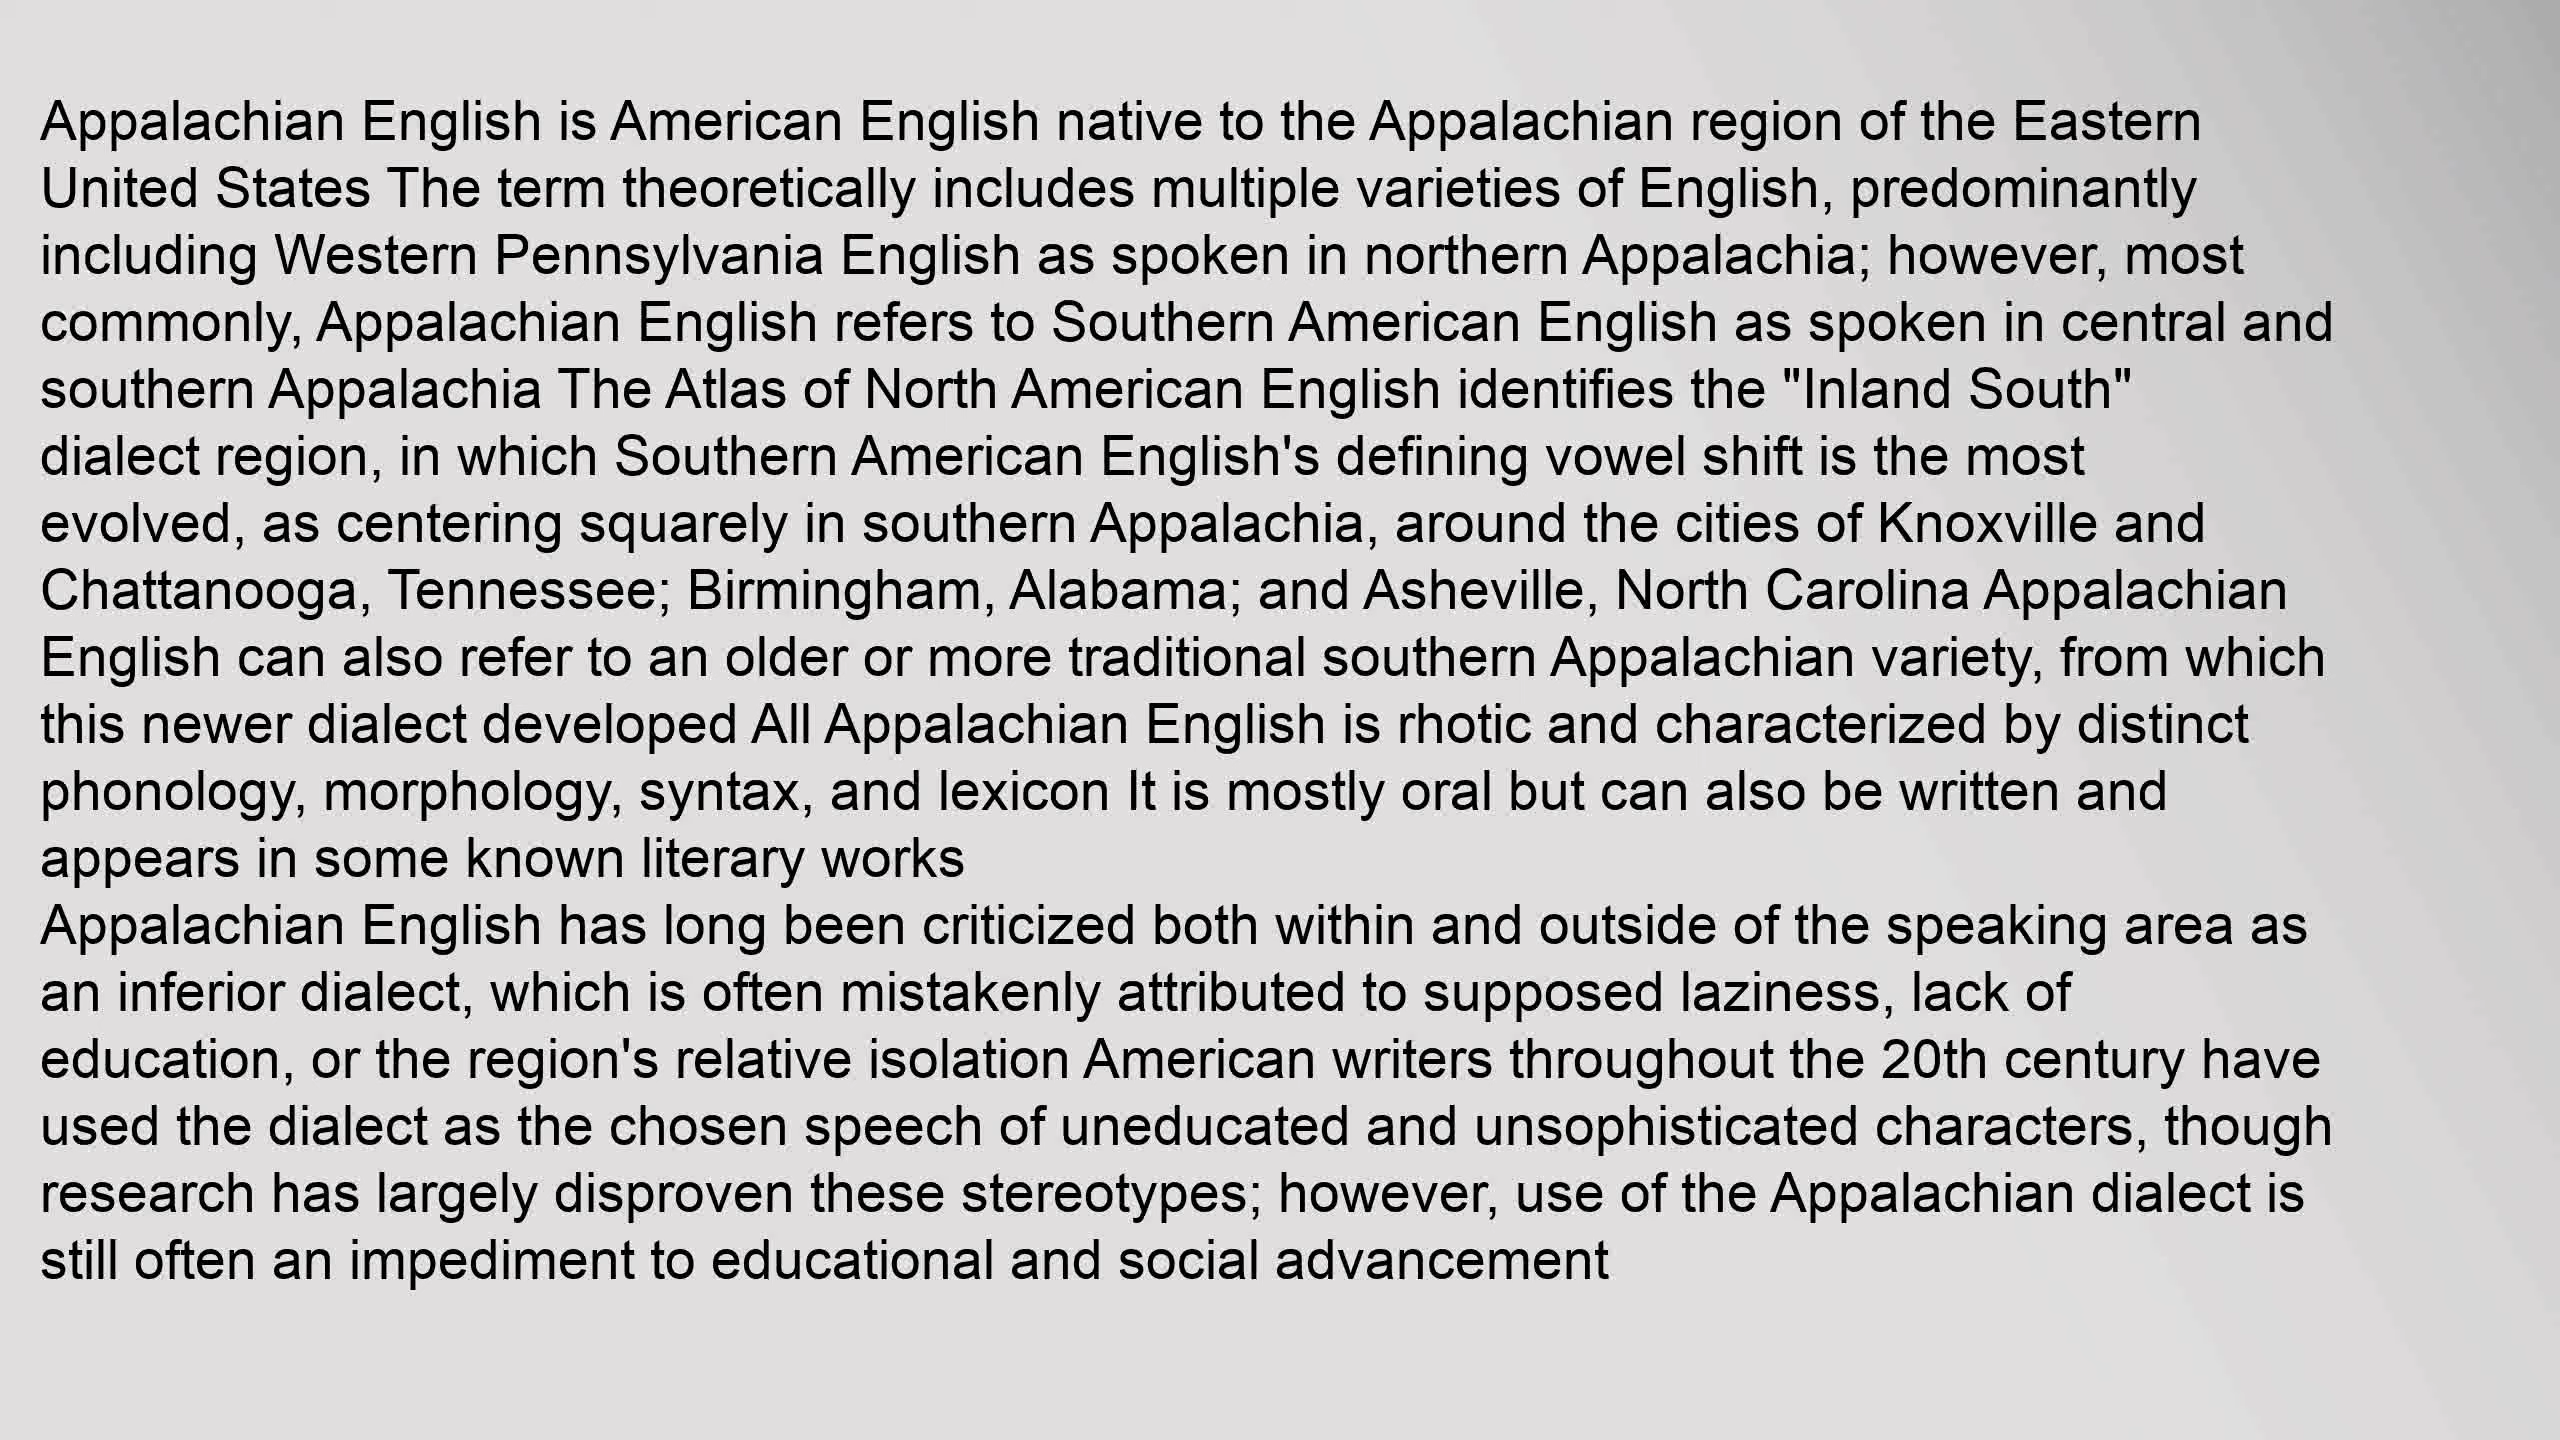 Appalachian English is American English native to the Appalachian region of the Eastern
United States The term theoretically includes multiple varieties of English, predominantly
including Western Pennsylvania English as spoken in northern Appalachia; however, most
commonly, Appalachian English refers to Southern American English as spoken in central and
southern Appalachia The Atlas of North American English identifies the "Inland South"
dialect region, in which Southern American English's defining vowel shift is the most
evolved, as centering squarely in southern Appalachia, around the cities of Knoxville and
Chattanooga, Tennessee; Birmingham, Alabama; and Asheville, North Carolina Appalachian
English can also refer to an older or more traditional southern Appalachian variety, from which
this newer dialect developed All Appalachian English is rhotic and characterized by distinct
phonology, morphology, syntax, and lexicon It is mostly oral but can also be written and
appears in some known literary works
Appalachian English has long been criticized both within and outside of the speaking area as
an inferior dialect, which is often mistakenly attributed to supposed laziness, lack of
education, or the region's relative isolation American writers throughout the 20th century have
used the dialect as the chosen speech of uneducated and unsophisticated characters, though
research has largely disproven these stereotypes; however, use of the Appalachian dialect is
still often an impediment to educational and social advancement